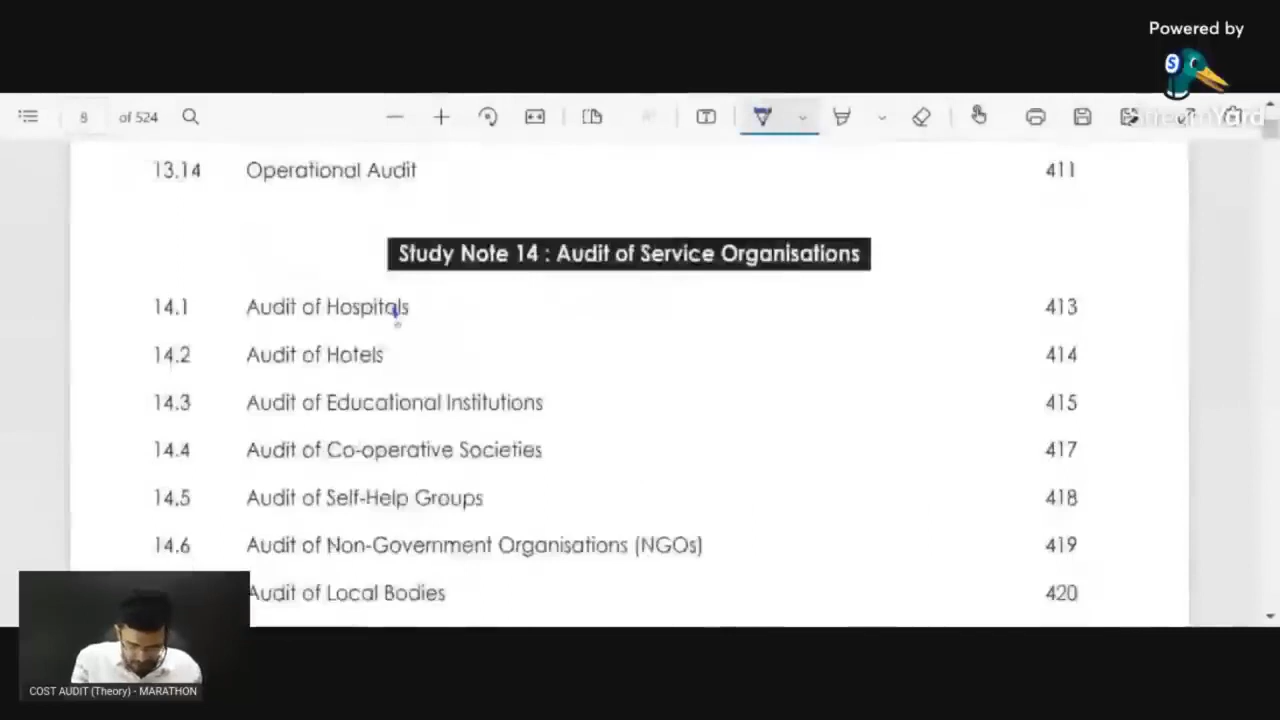 Powered by
S
StreamYard
8 of 524
13.14 Operational Audit 411
Study Note 14 : Audit of Service Organisations
14.1 Audit of Hospitals 413
14.2 Audit of Hotels 414
14.3 Audit of Educational Institutions 415
14.4 Audit of Co-operative Societies 417
14.5 Audit of Self-Help Groups 418
14.6 Audit of Non-Government Organisations (NGOs) 419
Audit of Local Bodies 420
COST AUDIT (Theory) - MARATHON